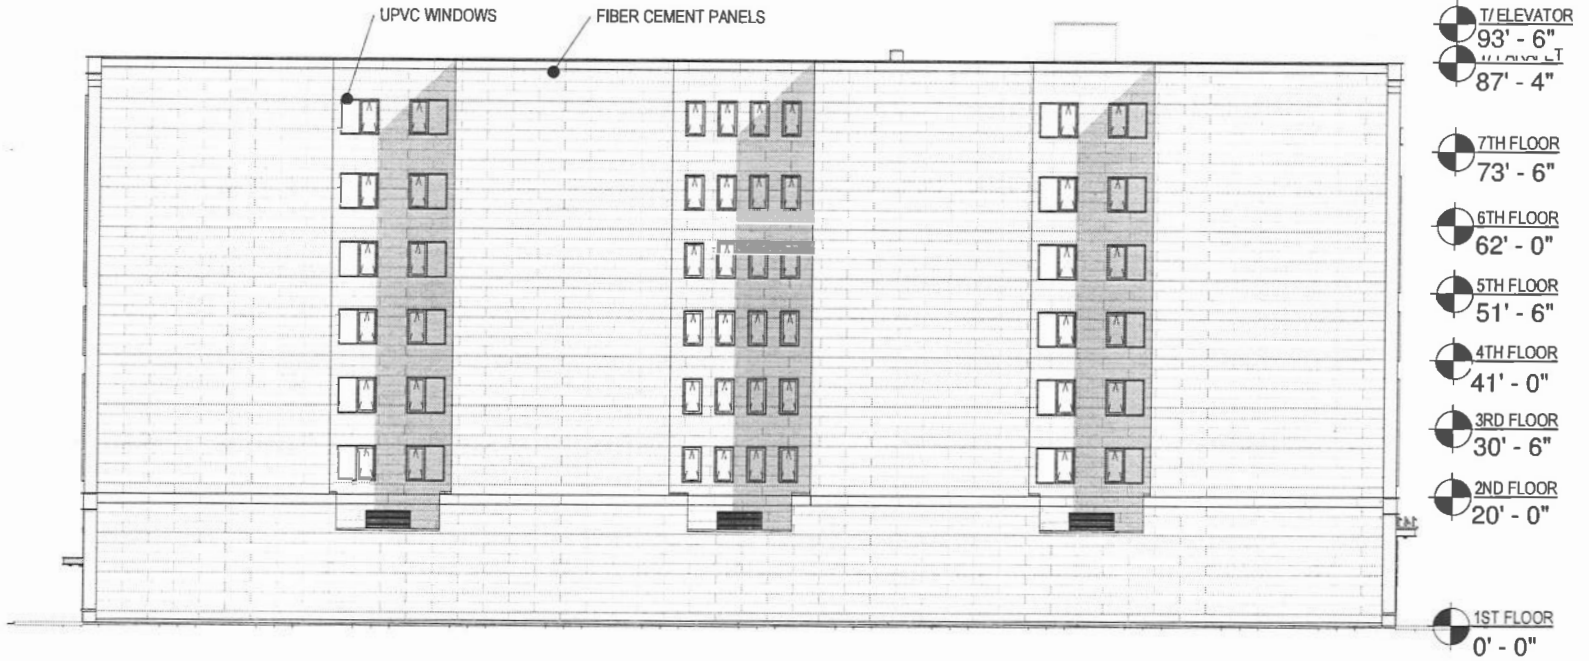 UPVC WINDOWS
FIBER CEMENT PANELS
T/ ELEVATOR
93' - 6"
87' - 4"
7TH FLOOR
73' - 6"
6TH FLOOR
62' - 0"
5TH FLOOR
51' - 6"
4TH FLOOR
41' - 0"
3RD FLOOR
30' - 6"
2ND FLOOR
20' - 0"
1ST FLOOR
0' - 0"